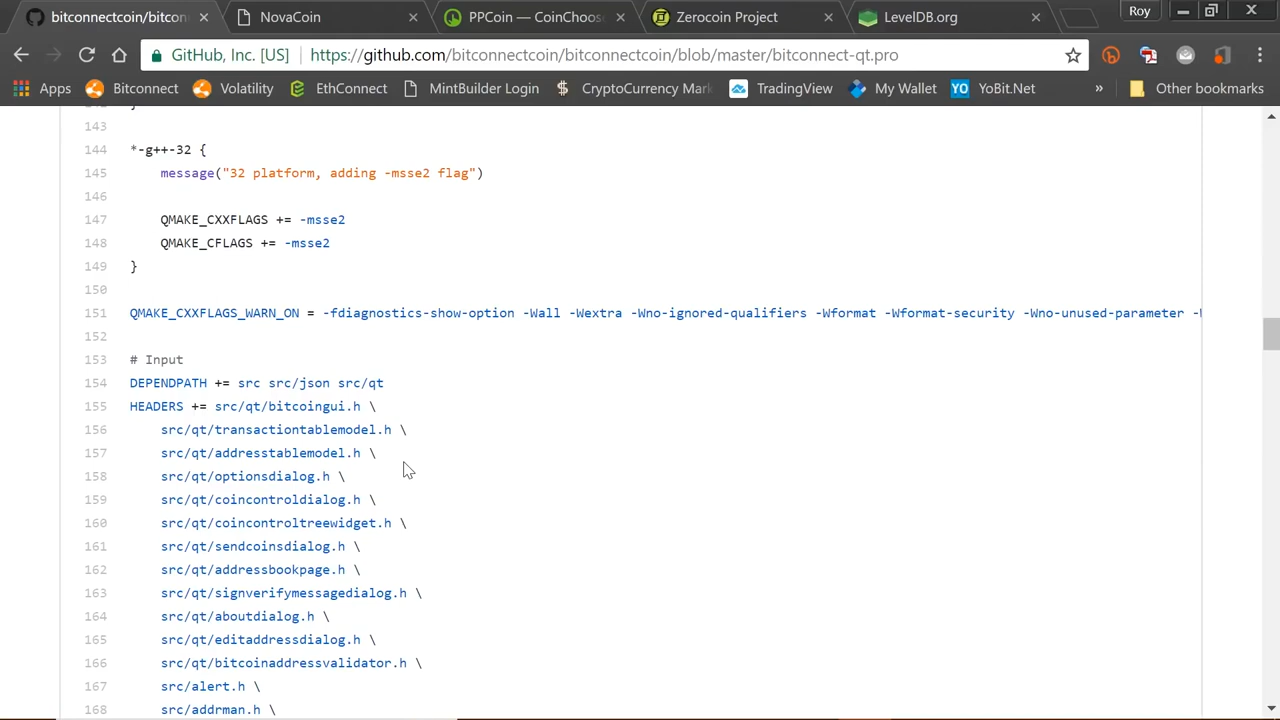 bitconnectcoin/bitcon
NovaCoin
PPCoin — CoinChoos
Zerocoin Project
LevelDB.org
Roy
GitHub, Inc. [US]
https://github.com/bitconnectcoin/bitconnectcoin/blob/master/bitconnect-qt.pro
Apps
Bitconnect
Volatility
EthConnect
MintBuilder Login
CryptoCurrency Mark
TradingView
My Wallet
YO YoBit.Net
»
Other bookmarks
143
144 *-g++-32 {
145 message("32 platform, adding -msse2 flag")
146
147 QMAKE_CXXFLAGS += -msse2
148 QMAKE_CFLAGS += -msse2
149 }
150
151 QMAKE_CXXFLAGS_WARN_ON = -fdiagnostics-show-option -Wall -Wextra -Wno-ignored-qualifiers -Wformat -Wformat-security -Wno-unused-parameter
152
153 # Input
154 DEPENDPATH += src src/json src/qt
155 HEADERS += src/qt/bitcoingui.h \
156 src/qt/transactiontablemodel.h \
157 src/qt/addresstablemodel.h \
158 src/qt/optionsdialog.h \
159 src/qt/coincontroldialog.h \
160 src/qt/coincontroltreewidget.h \
161 src/qt/sendcoinsdialog.h \
162 src/qt/addressbookpage.h \
163 src/qt/signverifymessagedialog.h \
164 src/qt/aboutdialog.h \
165 src/qt/editaddressdialog.h \
166 src/qt/bitcoinaddressvalidator.h \
167 src/alert.h \
168 src/addrman.h \